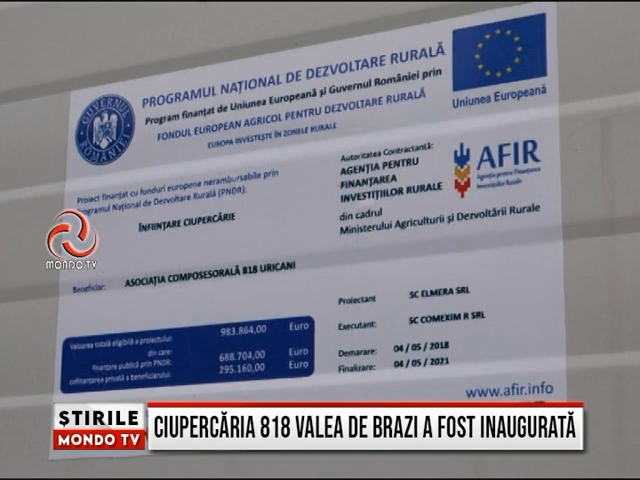 PROGRAMUL NAȚIONAL DE DEZVOLTARE RURALĂ
Program finanțat de Uniunea Europeană și Guvernul României prin
FONDUL EUROPEAN AGRICOL PENTRU DEZVOLTARE RURALĂ
EUROPA INVESTEȘTE ÎN ZONELE RURALE
GUVERNUL ROMÂNIEI
Uniunea Europeană
Proiect finanțat cu fonduri europene nerambursabile prin
Programul Național de Dezvoltare Rurală (PNDR):
ÎNFIINȚARE CIUPERCĂRIE
Autoritatea Contractantă:
AGENȚIA PENTRU
FINANȚAREA
INVESTIȚIILOR RURALE
din cadrul
Ministerului Agriculturii și Dezvoltării Rurale
AFIR
Agenția pentru Finanțarea
Investițiilor Rurale
MONDO TV
Beneficiar: ASOCIAȚIA COMPOSESORALĂ 818 URICANI
Valoarea totală eligibilă a proiectului: 983.864,00 Euro
din care:
finanțare publică prin PNDR: 688.704,00 Euro
cofinanțarea privată a beneficiarului: 295.160,00 Euro
Proiectant SC ELMERA SRL
Executant: SC COMEXIM R SRL
Demarare: 04 / 05 / 2018
Finalizare: 04 / 05 / 2021
www.afir.info
ȘTIRILE
MONDO TV
CIUPERCĂRIA 818 VALEA DE BRAZI A FOST INAUGURATĂ